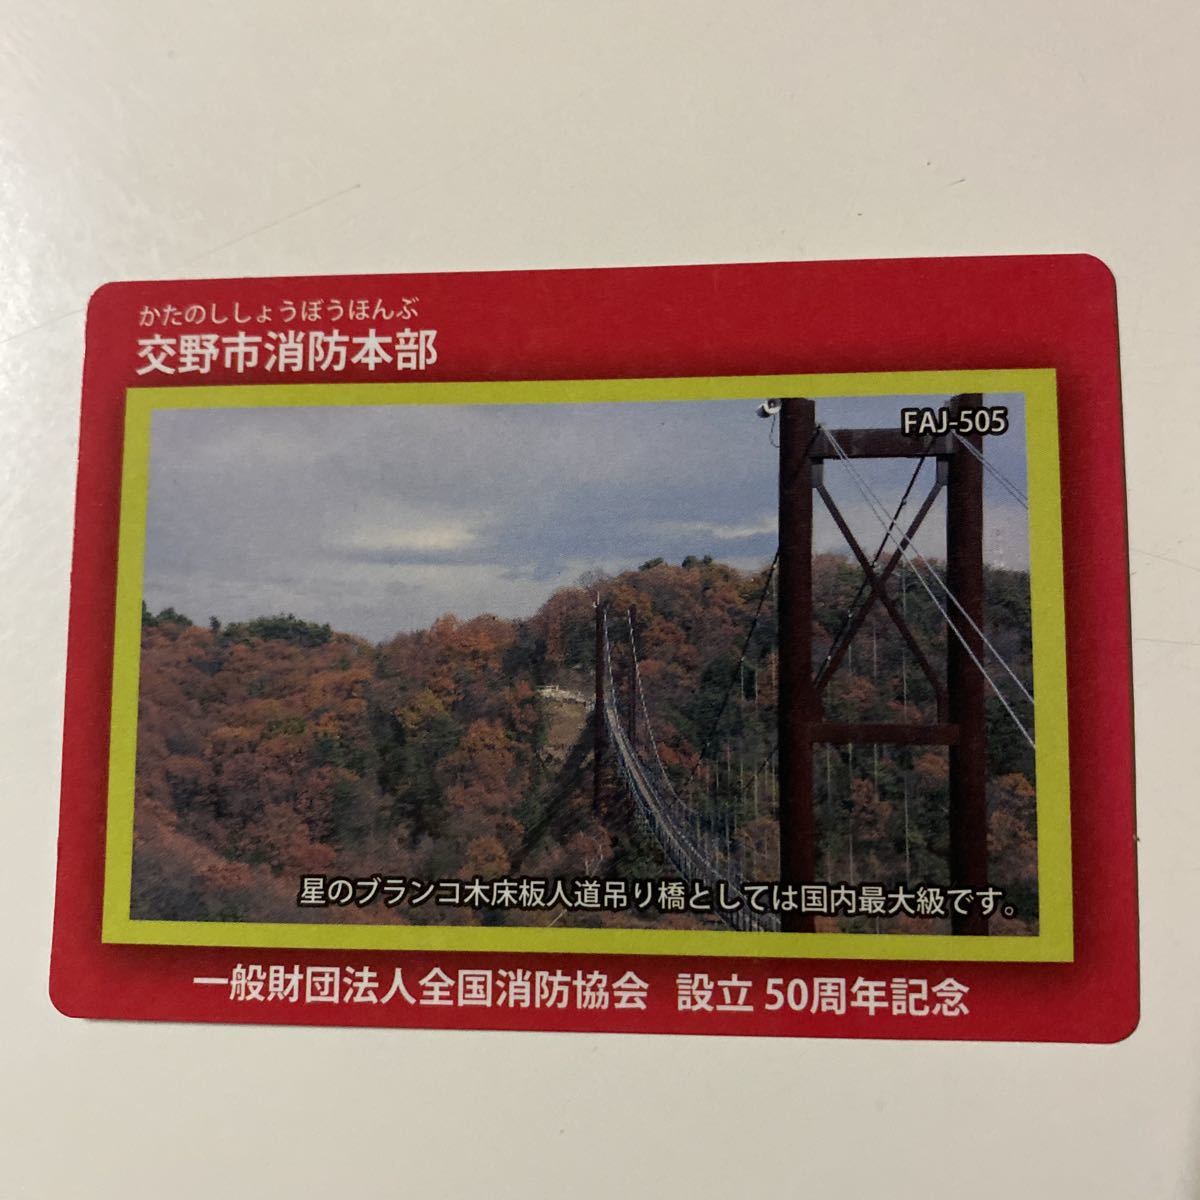 かたのししょうぼうほんぶ
交野市消防本部
FAJ-505
星のブランコ木床板人道吊り橋としては国内最大級です。
一般財団法人全国消防協会 設立 50周年記念